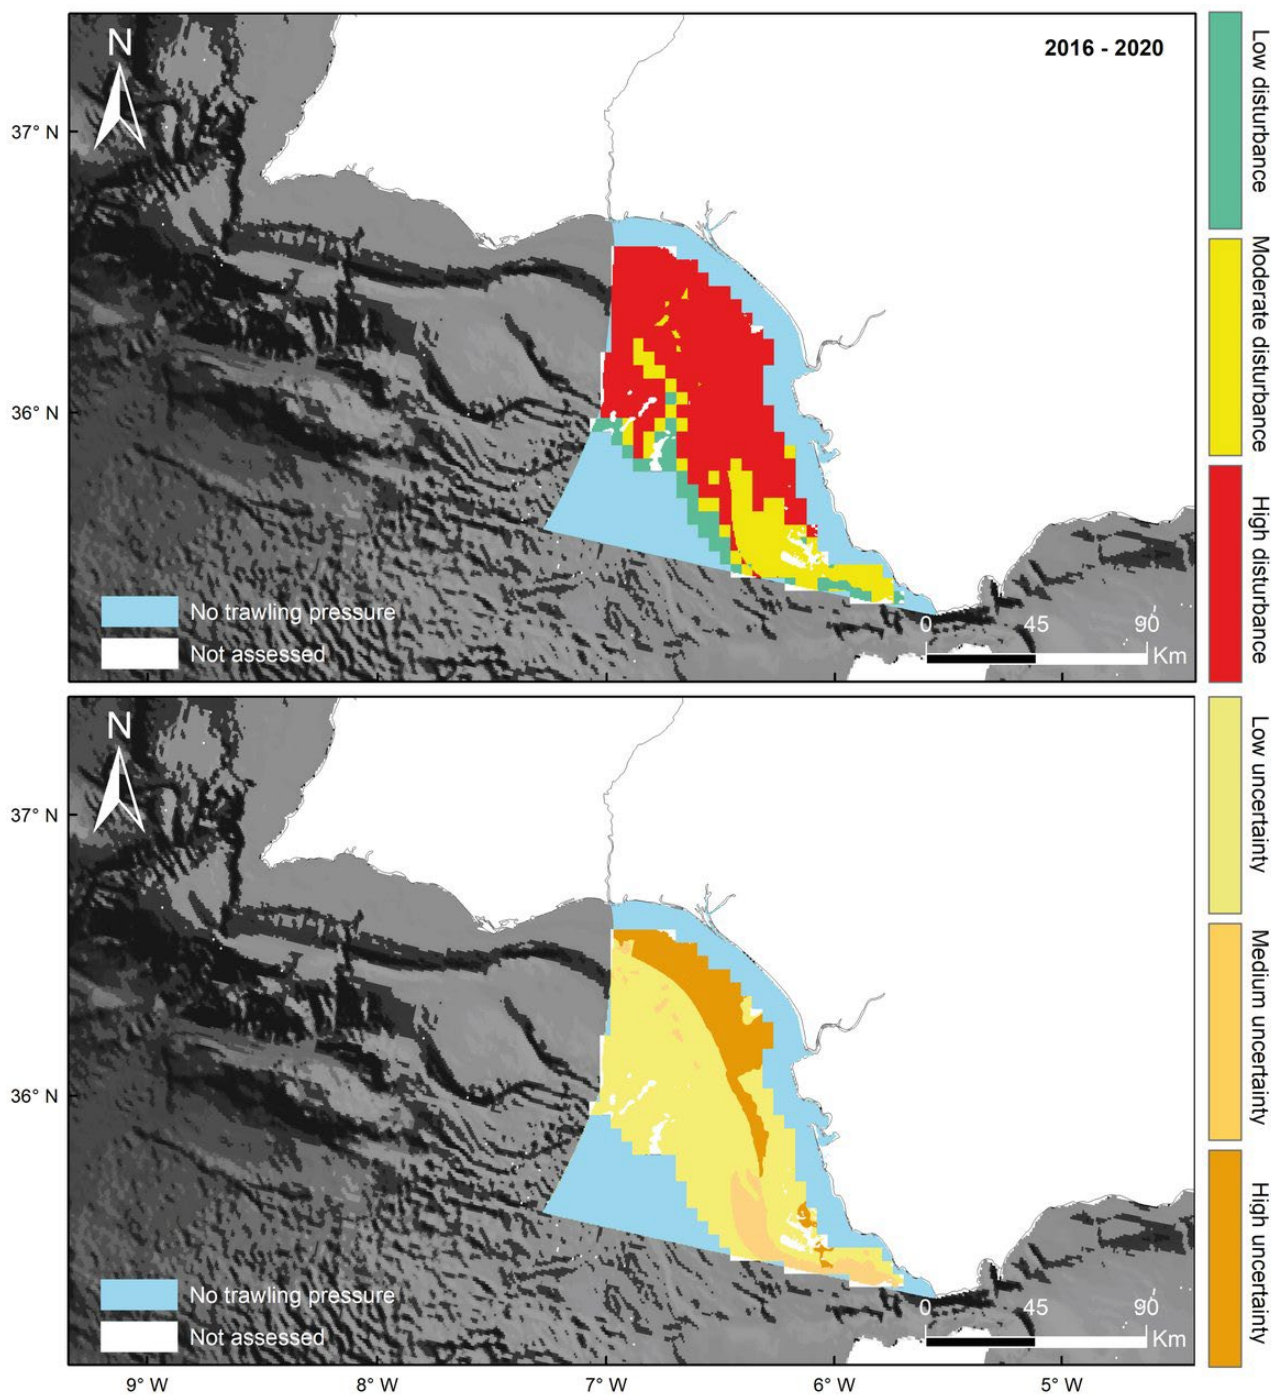 N
2016 - 2020
37° N
36° N
No trawling pressure
Not assessed
0 45 90
Km
Low disturbance
Moderate disturbance
High disturbance
N
37° N
36° N
No trawling pressure
Not assessed
0 45 90
Km
9° W 8° W 7° W 6° W 5° W
Low uncertainty
Medium uncertainty
High uncertainty